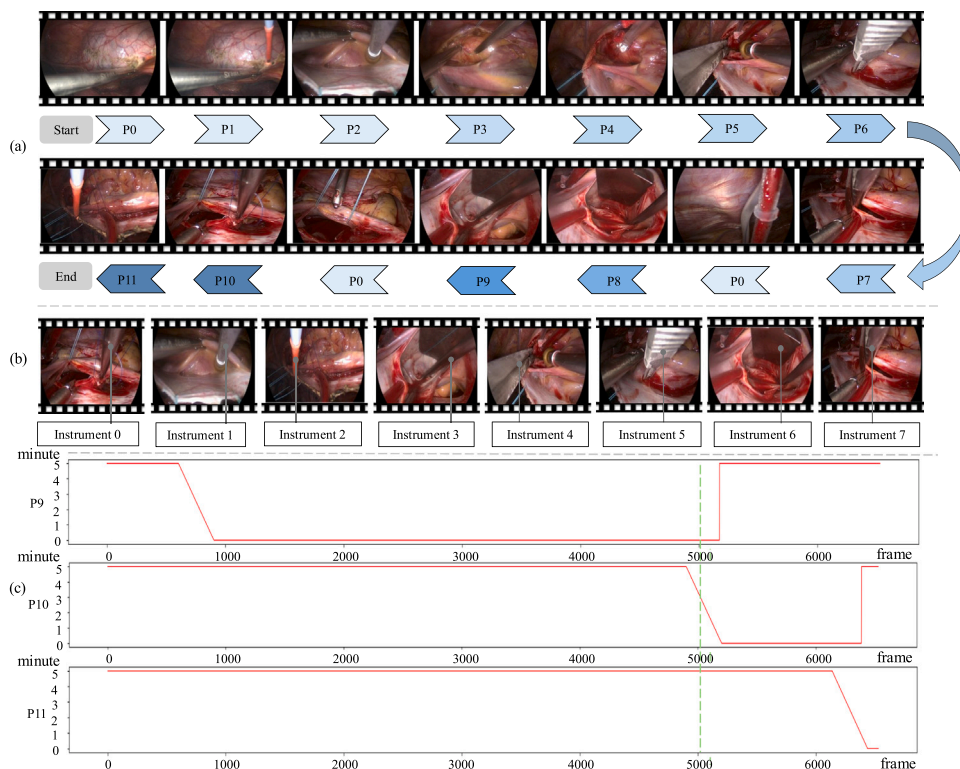 (a)
Start P0 P1 P2 P3 P4 P5 P6
End P11 P10 P0 P9 P8 P0 P7
(b)
Instrument 0 Instrument 1 Instrument 2 Instrument 3 Instrument 4 Instrument 5 Instrument 6 Instrument 7
(c)
minute
P9
5
4
3
2
1
0
0 1000 2000 3000 4000 5000 6000 frame
minute
P10
5
4
3
2
1
0
0 1000 2000 3000 4000 5000 6000 frame
minute
P11
5
4
3
2
1
0
0 1000 2000 3000 4000 5000 6000 frame